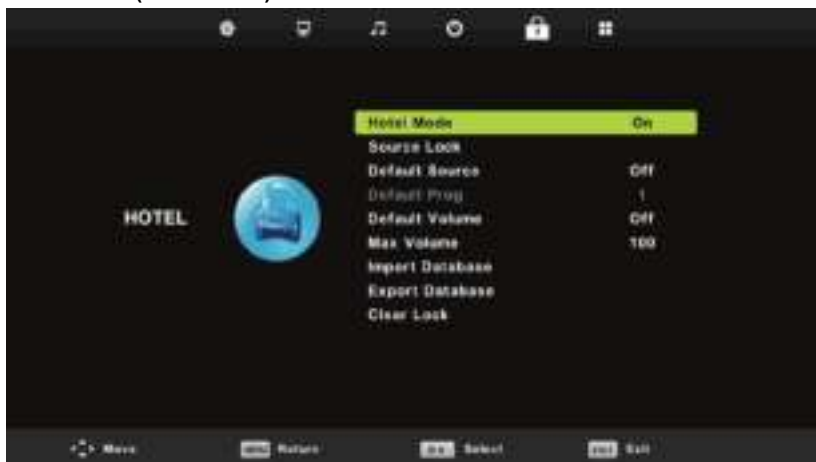 Hotel Mode On
Source Lock
Default Source Off
Default Prog 1
HOTEL
Default Volume Off
Max Volume 100
Import Database
Export Database
Clear Lock
Move
MENU Return
Select
Exit